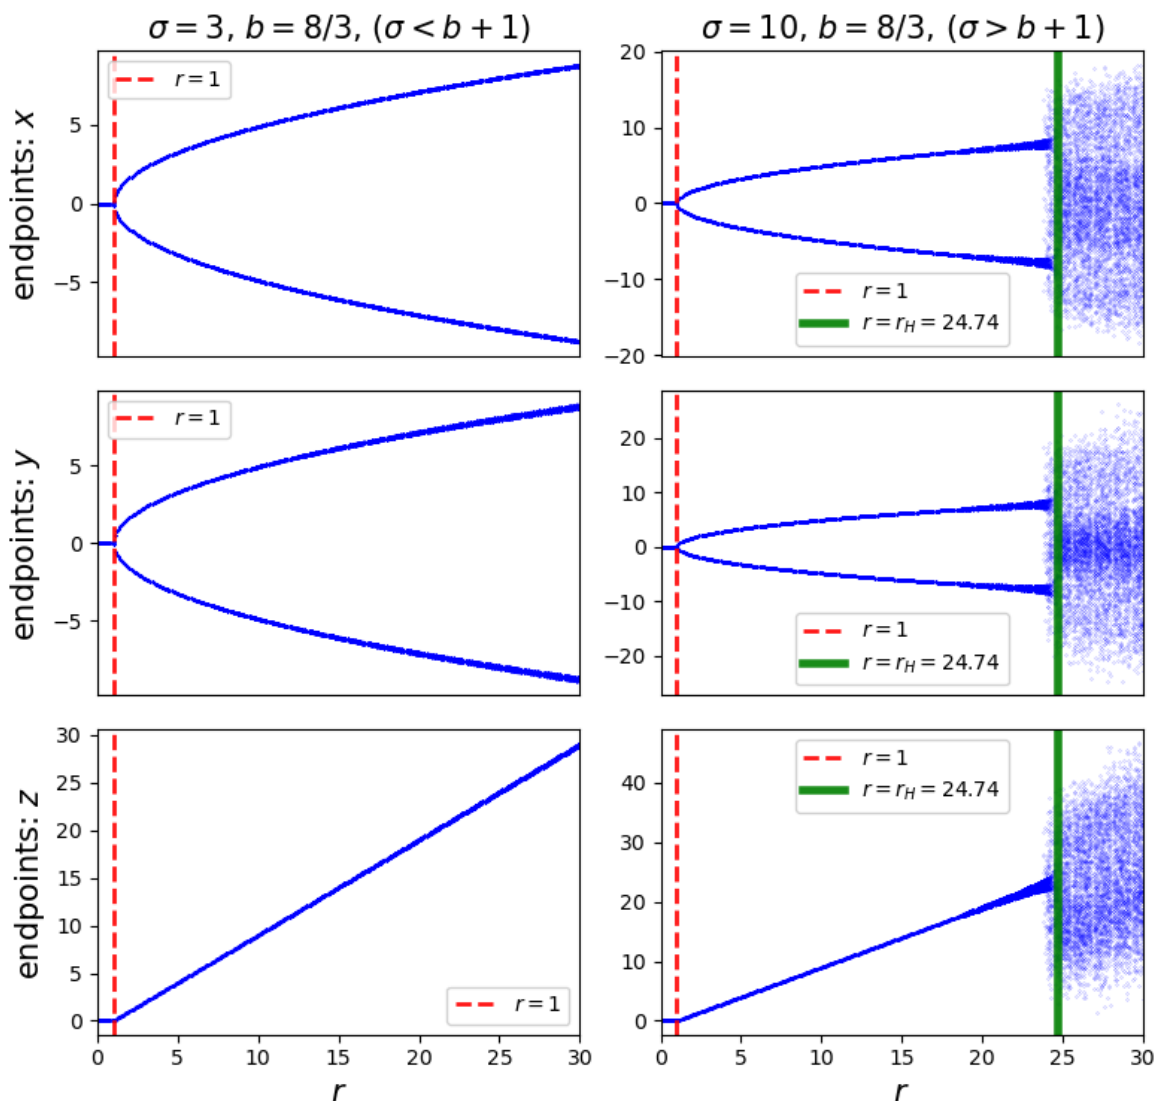 σ = 3, b = 8/3, (σ < b + 1)
σ = 10, b = 8/3, (σ > b + 1)
endpoints: x
5
0
−5
r = 1
20
10
0
−10
−20
r = 1
r = r_H = 24.74
endpoints: y
5
0
−5
r = 1
20
10
0
−10
−20
r = 1
r = r_H = 24.74
endpoints: z
30
25
20
15
10
5
0
r = 1
40
30
20
10
0
r = 1
r = r_H = 24.74
0 5 10 15 20 25 30
r
0 5 10 15 20 25 30
r